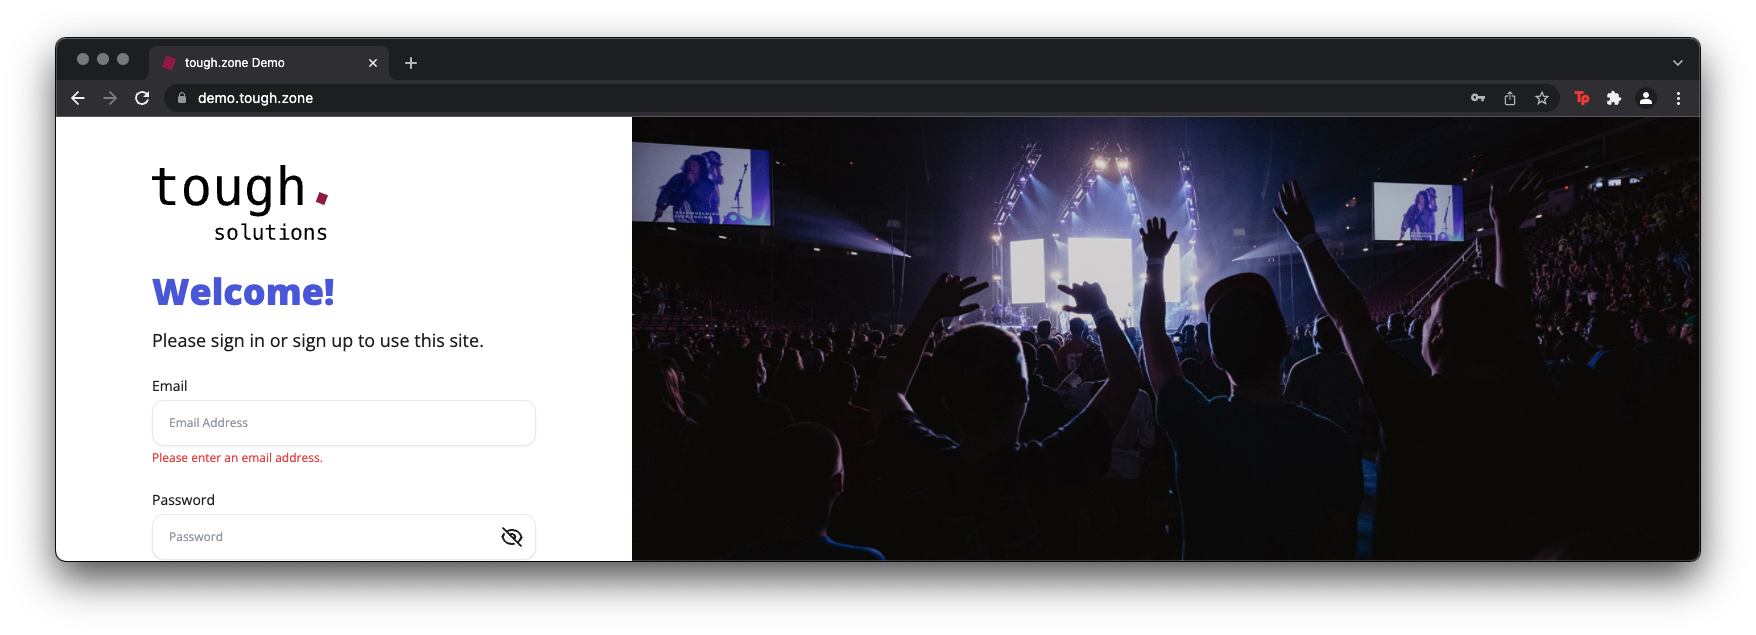 tough.zone Demo
demo.tough.zone
Tp
tough.
solutions
Welcome!
Please sign in or sign up to use this site.
Email
Email Address
Please enter an email address.
Password
Password